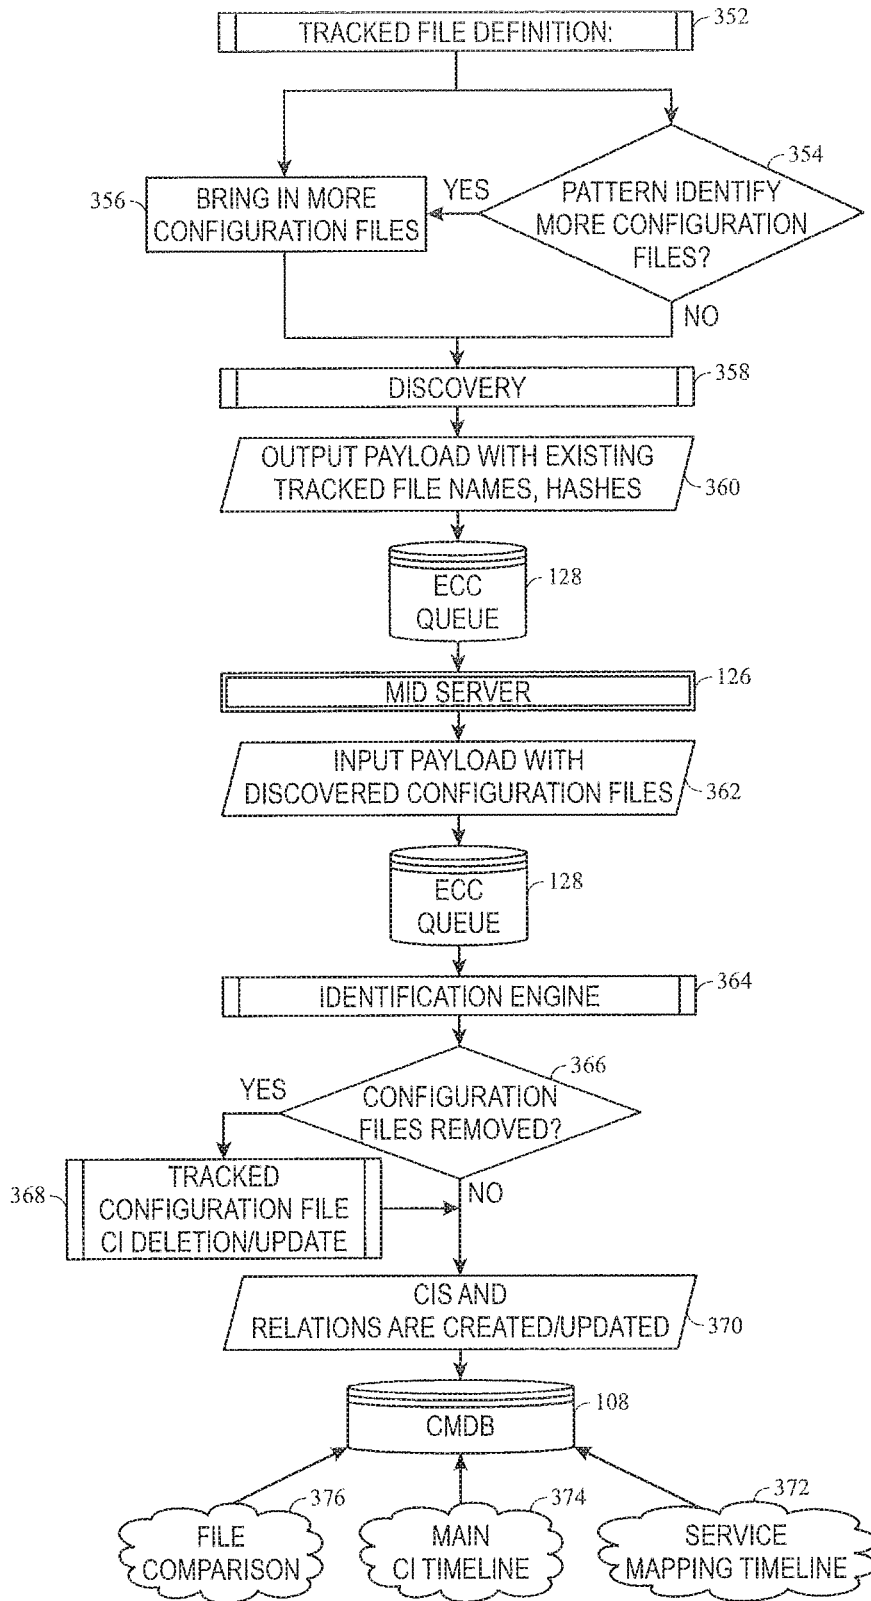 TRACKED FILE DEFINITION:
352
354
PATTERN IDENTIFY
MORE CONFIGURATION
FILES?
YES
NO
356
BRING IN MORE
CONFIGURATION FILES
DISCOVERY
358
OUTPUT PAYLOAD WITH EXISTING
TRACKED FILE NAMES, HASHES
360
ECC
QUEUE
128
MID SERVER
126
INPUT PAYLOAD WITH
DISCOVERED CONFIGURATION FILES
362
ECC
QUEUE
128
IDENTIFICATION ENGINE
364
366
CONFIGURATION
FILES REMOVED?
YES
NO
368
TRACKED
CONFIGURATION FILE
CI DELETION/UPDATE
CIS AND
RELATIONS ARE CREATED/UPDATED
370
CMDB
108
376
FILE
COMPARISON
374
MAIN
CI TIMELINE
372
SERVICE
MAPPING TIMELINE